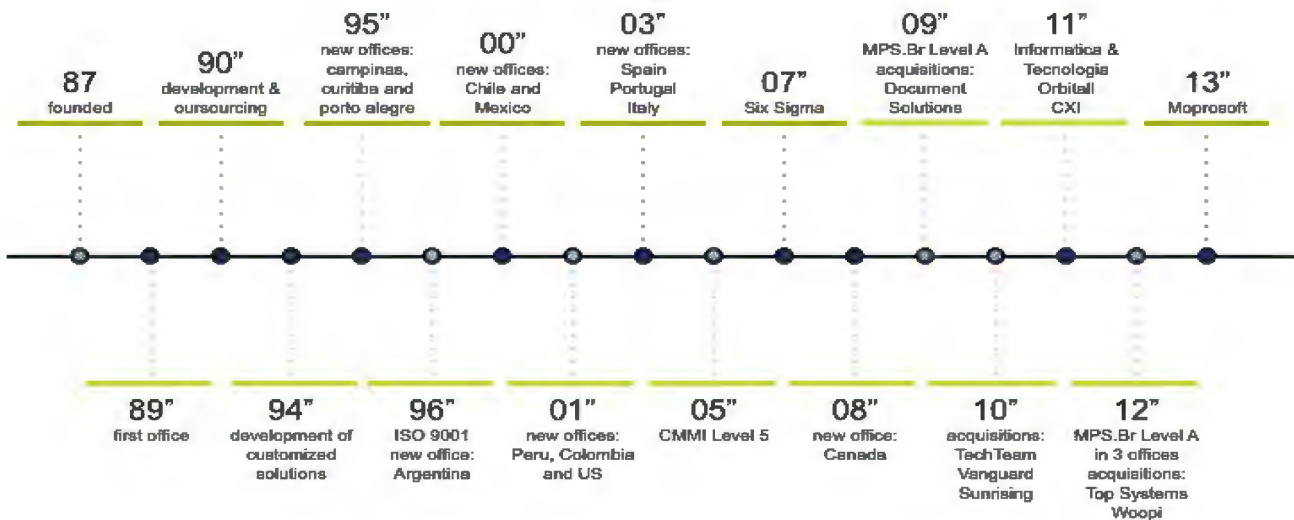 87
founded
90”
development &
oursourcing
95”
new offices:
campinas,
curitiba and
porto alegre
00”
new offices:
Chile and
Mexico
03”
new offices:
Spain
Portugal
Italy
07”
Six Sigma
09”
MPS.Br Level A
acquisitions:
Document
Solutions
11”
Informatica &
Tecnologia
Orbitall
CXI
13”
Moprosoft
89”
first office
94”
development of
customized
solutions
96”
ISO 9001
new office:
Argentina
01”
new offices:
Peru, Colombia
and US
05”
CMMI Level 5
08”
new office:
Canada
10”
acquisitions:
TechTeam
Vanguard
Sunrising
12”
MPS.Br Level A
in 3 offices
acquisitions:
Top Systems
Woopi